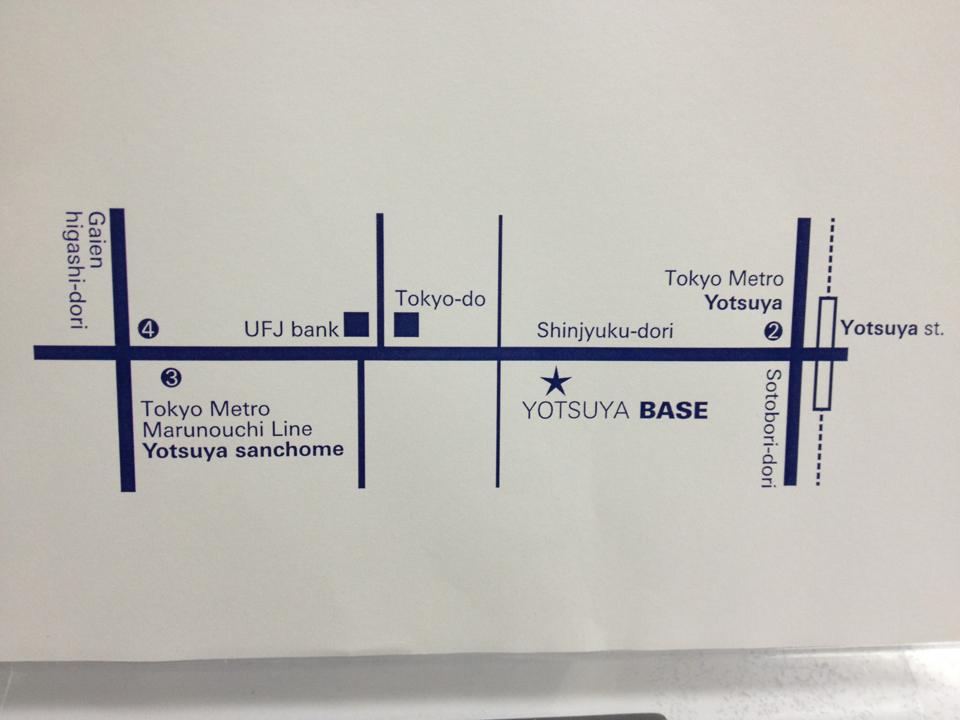 Gaien
higashi-dori
4
UFJ bank
Tokyo-do
Shinjyuku-dori
Tokyo Metro
Yotsuya
2
Yotsuya st.
3
Tokyo Metro
Marunouchi Line
Yotsuya sanchome
YOTSUYA BASE
Sotobori-dori